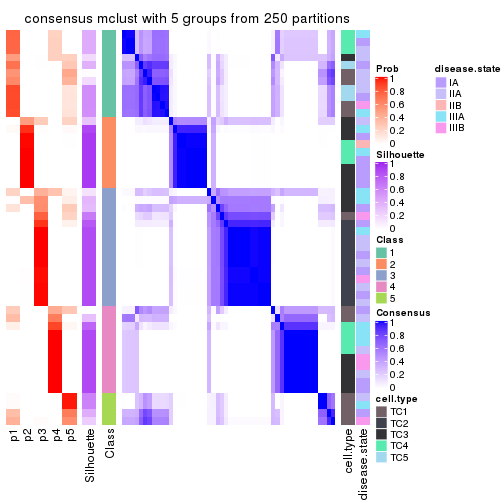 consensus mclust with 5 groups from 250 partitions
p1
p2
p3
p4
p5
Silhouette
Class
cell.type
disease.state
Prob
1
0.8
0.6
0.4
0.2
0
Silhouette
1
0.8
0.6
0.4
0.2
0
Class
1
2
3
4
5
Consensus
1
0.8
0.6
0.4
0.2
0
cell.type
TC1
TC2
TC3
TC4
TC5
disease.state
IA
IIA
IIB
IIIA
IIIB